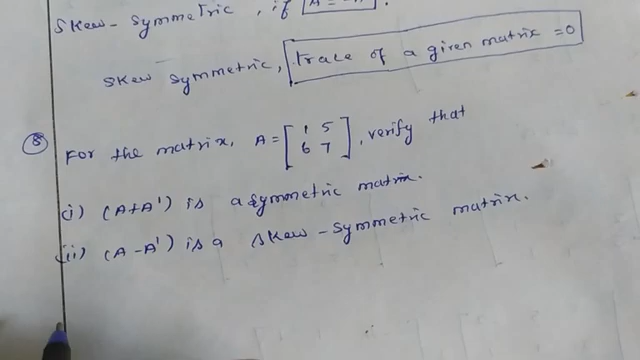 Skew-Symmetric, if
Skew Symmetric, trace of a given matrix = 0
8 For the matrix, A = [1 5
6 7], verify that
(i) (A+A') is a symmetric matrix.
(ii) (A-A') is a skew-symmetric matrix.